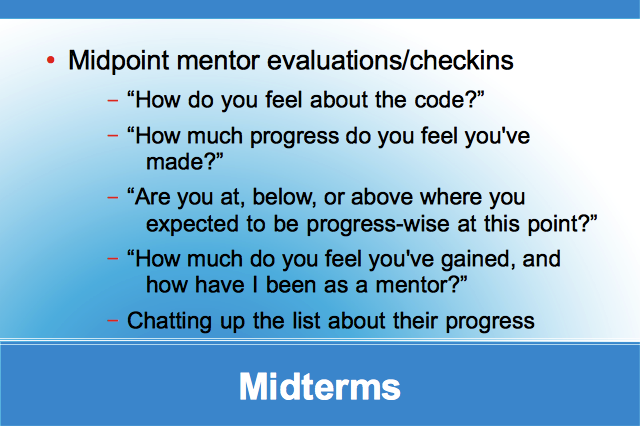 • Midpoint mentor evaluations/checkins
– “How do you feel about the code?”
– “How much progress do you feel you've
made?”
– “Are you at, below, or above where you
expected to be progress-wise at this point?”
– “How much do you feel you've gained, and
how have I been as a mentor?”
– Chatting up the list about their progress
Midterms